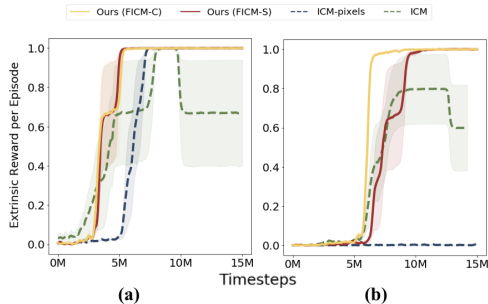 Ours (FICM-C) Ours (FICM-S) ICM-pixels ICM
Extrinsic Reward per Episode
1.0 1.0
0.8 0.8
0.6 0.6
0.4 0.4
0.2 0.2
0.0 0.0
0M 5M 10M 15M 0M 5M 10M 15M
Timesteps
(a) (b)